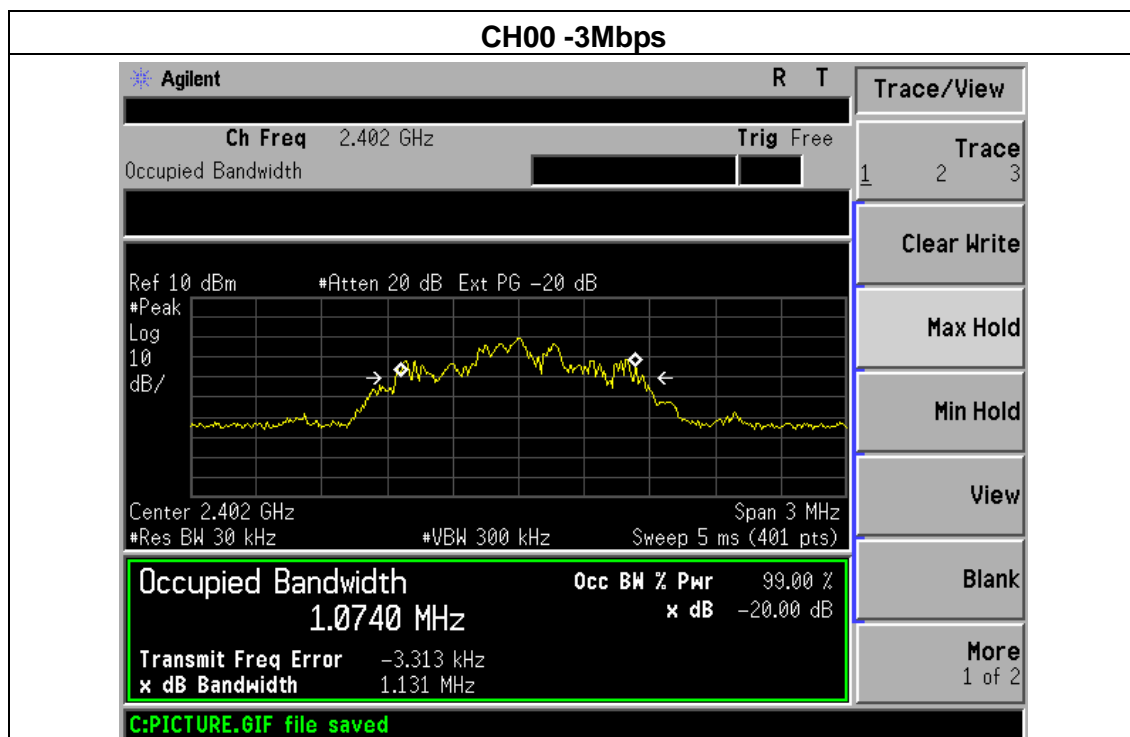 CH00 -3Mbps
Agilent R T
Trace/View
Ch Freq 2.402 GHz Trig Free
Occupied Bandwidth
Trace
1 2 3
Clear Write
Max Hold
Min Hold
View
Blank
More
1 of 2
Ref 10 dBm #Atten 20 dB Ext PG -20 dB
#Peak
Log
10
dB/
Center 2.402 GHz Span 3 MHz
#Res BW 30 kHz #VBW 300 kHz Sweep 5 ms (401 pts)
Occupied Bandwidth Occ BW % Pwr 99.00 %
1.0740 MHz x dB -20.00 dB
Transmit Freq Error -3.313 kHz
x dB Bandwidth 1.131 MHz
C:PICTURE.GIF file saved